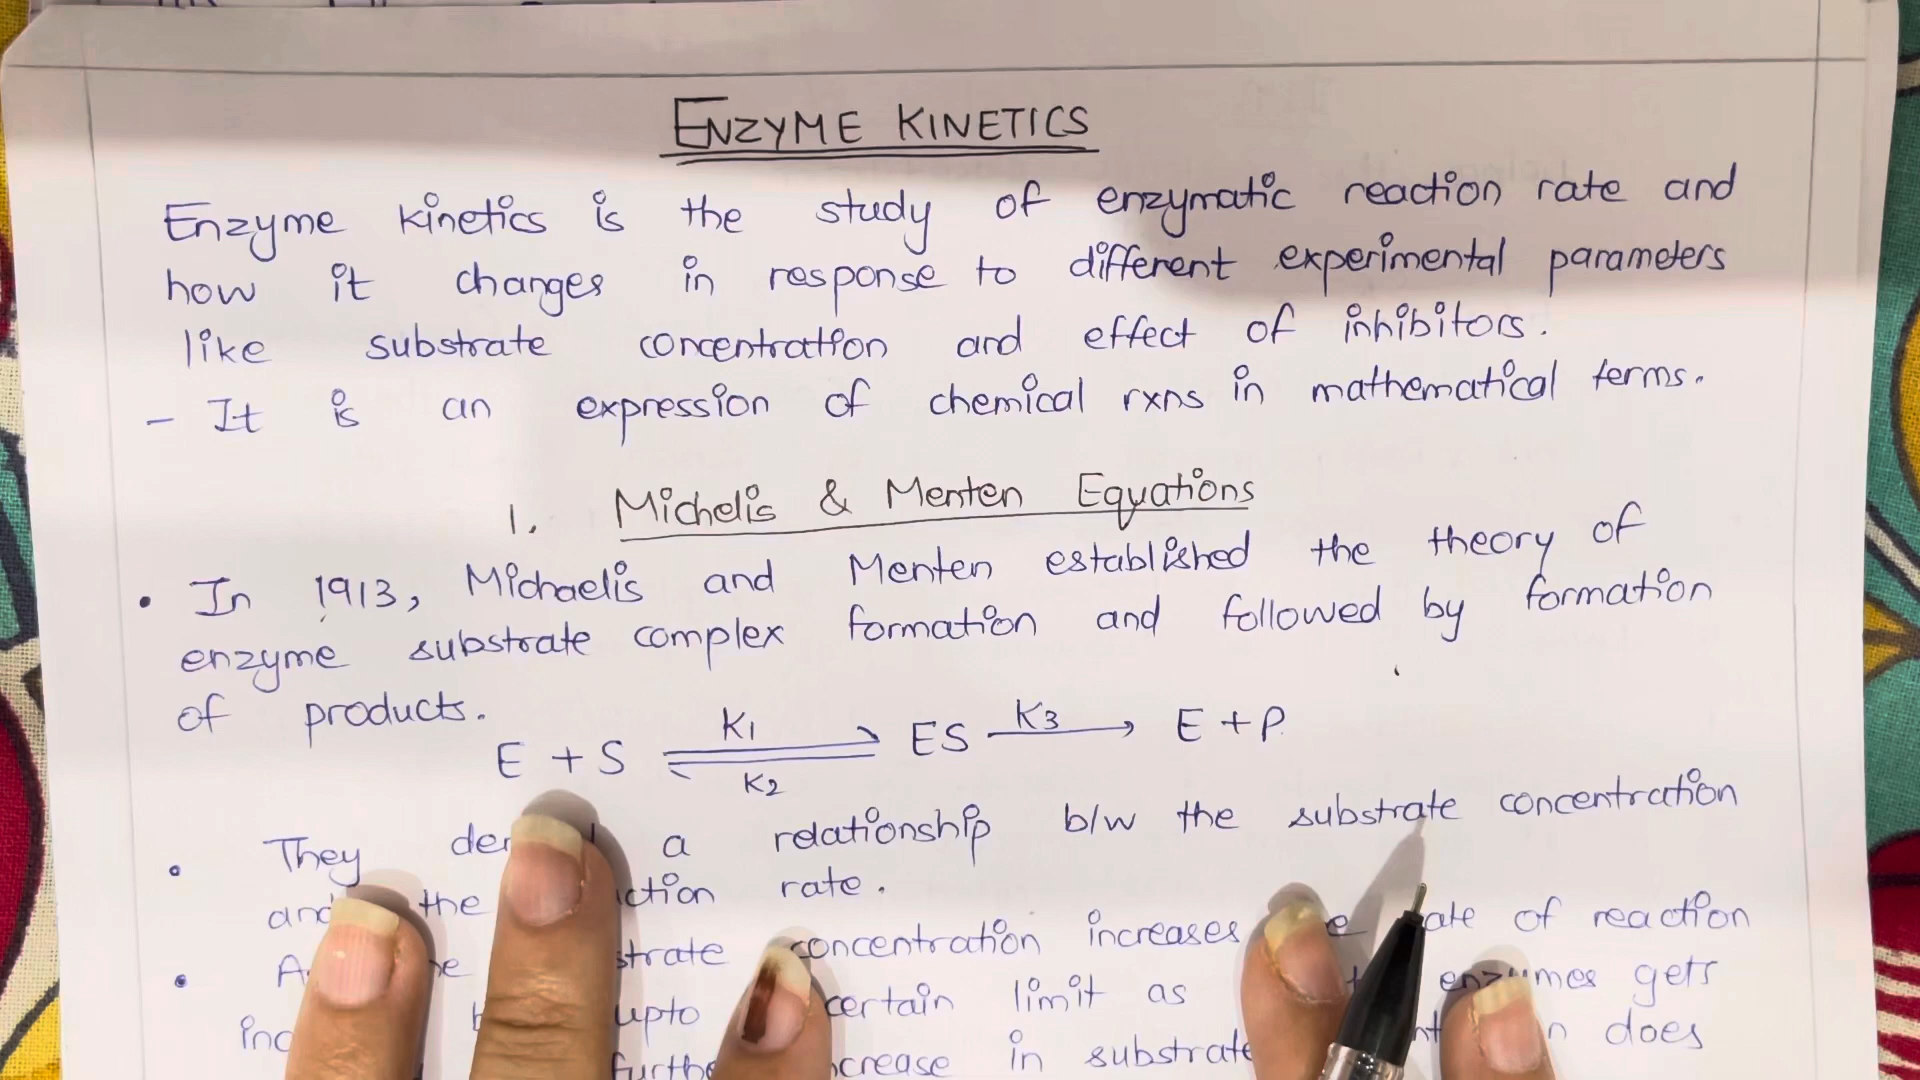 ENZYME KINETICS
Enzyme kinetics is the study of enzymatic reaction rate and
how it changes in response to different experimental parameters
like substrate concentration and effect of inhibitors.
- It is an expression of chemical rxns in mathematical terms.
1. Michelis & Menten Equations
• In 1913, Michaelis and Menten established the theory of
enzyme substrate complex formation and followed by formation
of products.
E + S ⇌ ES → E + P
K1 K3
K2
• They a relationship b/w the substrate concentration
and the rate.
• concentration increases of reaction
upto certain limit as gets
in substrate does